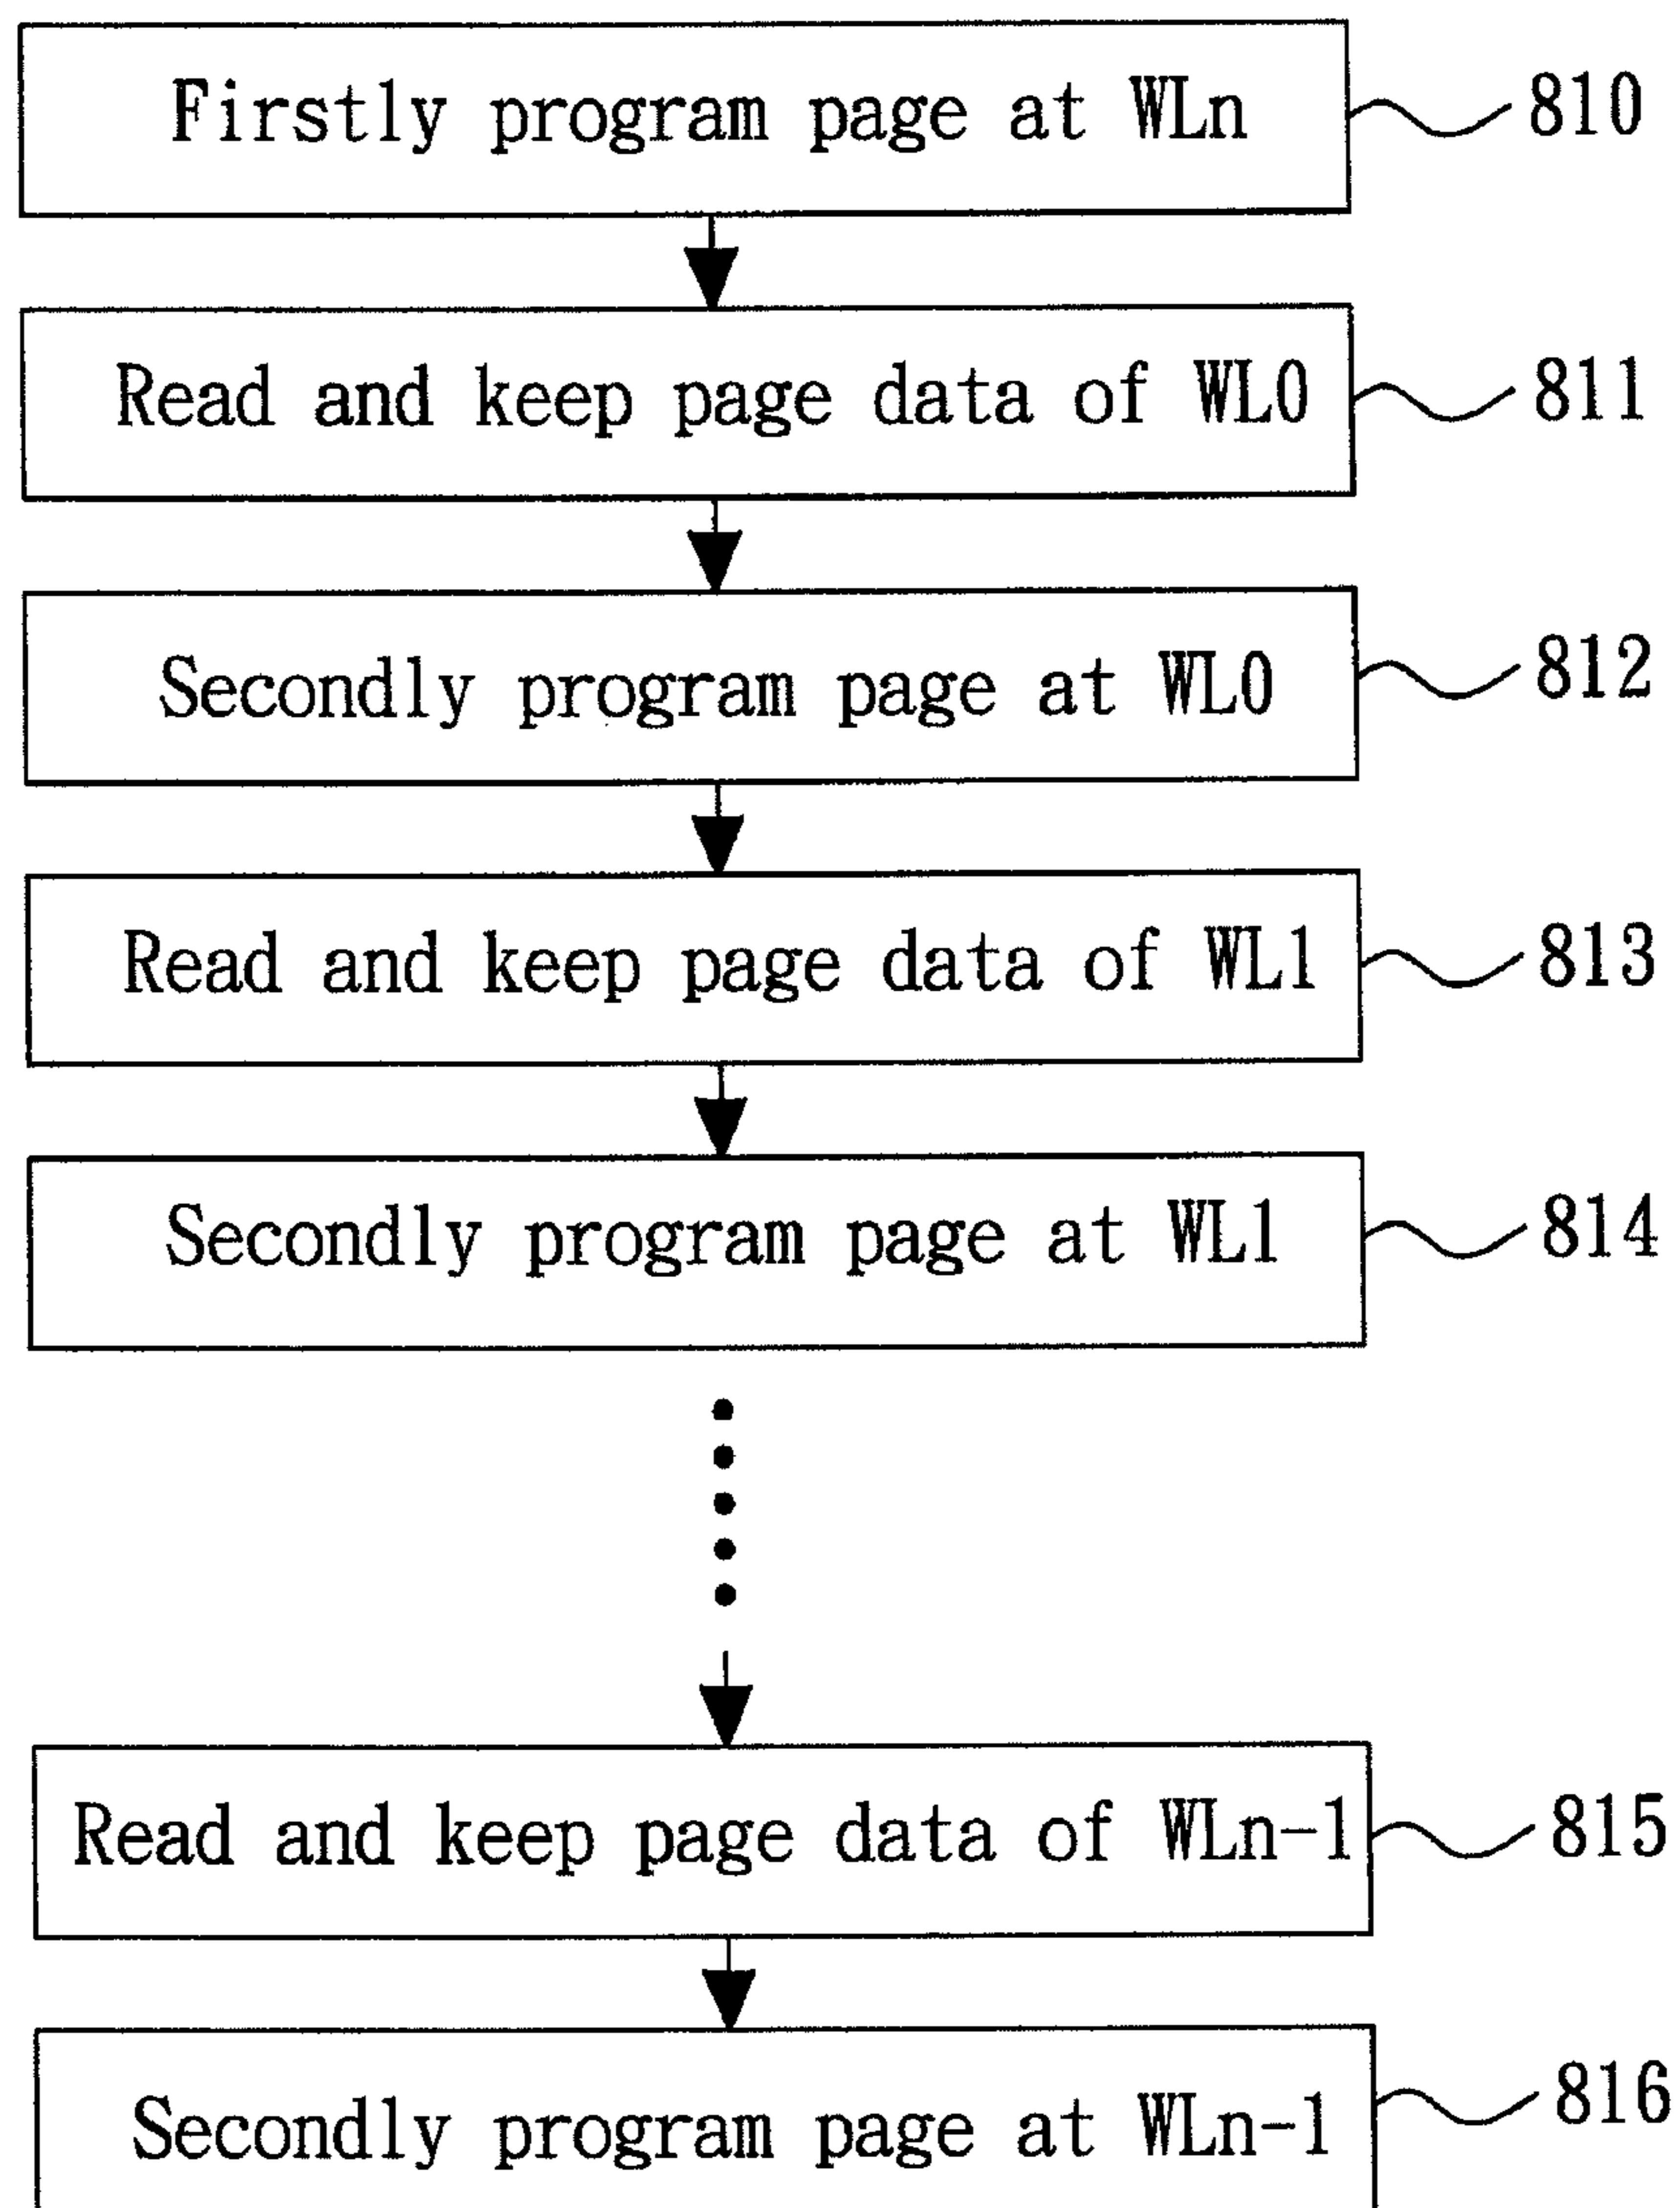 Firstly program page at WLn 810
Read and keep page data of WL0 811
Secondly program page at WL0 812
Read and keep page data of WL1 813
Secondly program page at WL1 814
Read and keep page data of WLn-1 815
Secondly program page at WLn-1 816